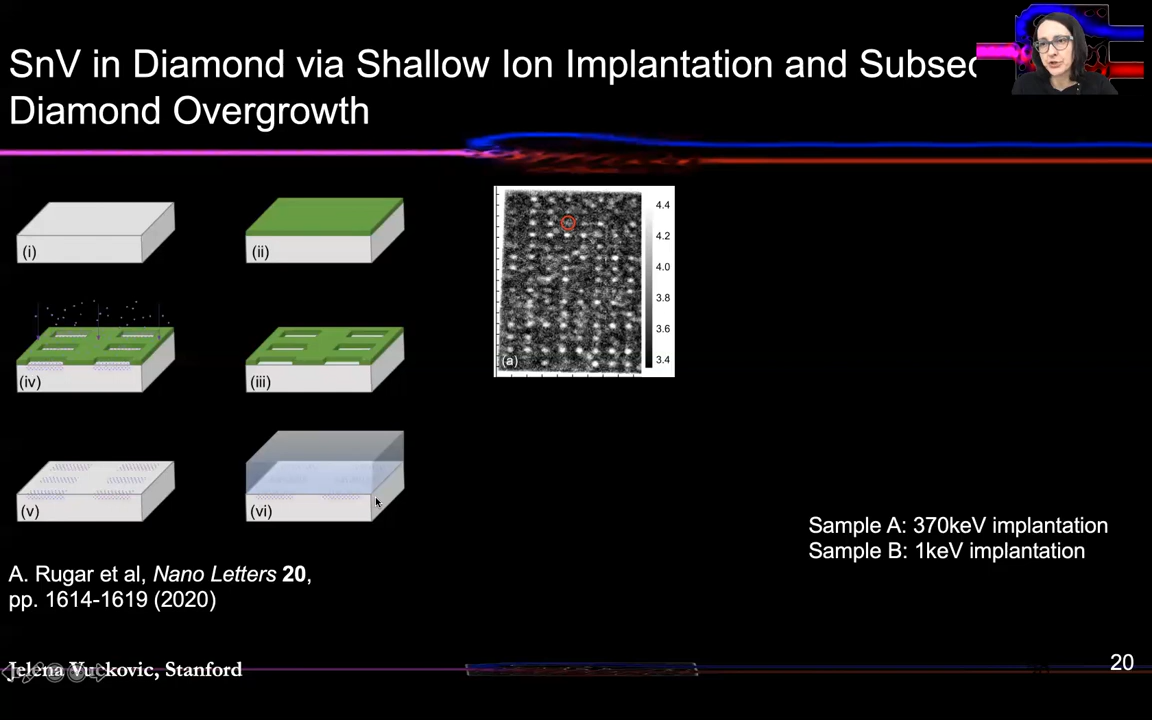 SnV in Diamond via Shallow Ion Implantation and
Diamond Overgrowth
(i)
(ii)
(iv)
(iii)
(v)
(vi)
4.4
4.2
4.0
3.8
3.6
3.4
(a)
Sample A: 370keV implantation
Sample B: 1keV implantation
A. Rugar et al, Nano Letters 20,
pp. 1614-1619 (2020)
Jelena Vuckovic, Stanford
20